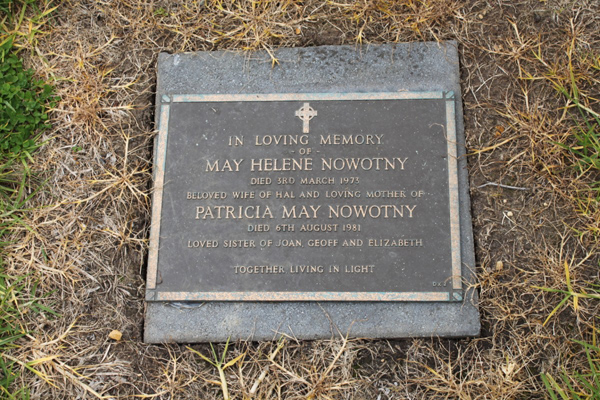 IN LOVING MEMORY
- OF -
MAY HELENE NOWOTNY
DIED 3RD MARCH 1973
BELOVED WIFE OF HAL AND LOVING MOTHER OF
PATRICIA MAY NOWOTNY
DIED 6TH AUGUST 1981
LOVED SISTER OF JOAN, GEOFF AND ELIZABETH
TOGETHER LIVING IN LIGHT